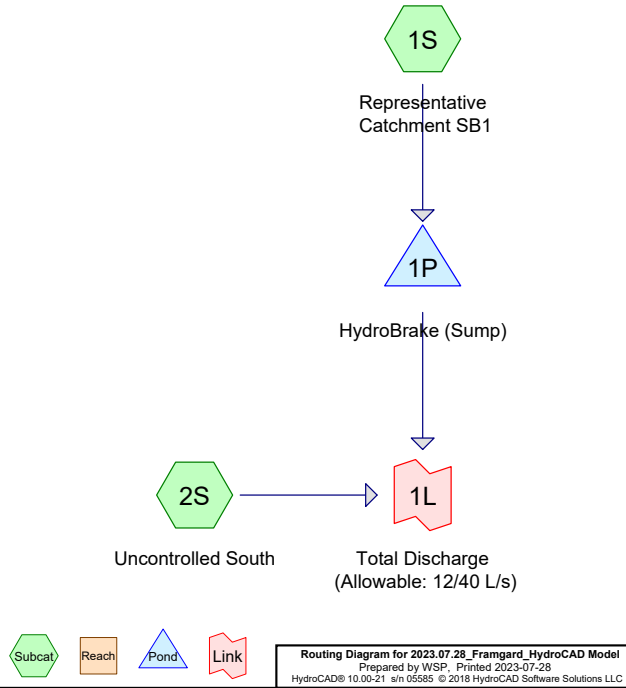 1S
Representative
Catchment SB1
1P
HydroBrake (Sump)
2S
1L
Uncontrolled South
Total Discharge
(Allowable: 12/40 L/s)
Subcat
Reach
Pond
Link
Routing Diagram for 2023.07.28_Framgard_HydroCAD Model
Prepared by WSP, Printed 2023-07-28
HydroCAD® 10.00-21 s/n 05585 © 2018 HydroCAD Software Solutions LLC